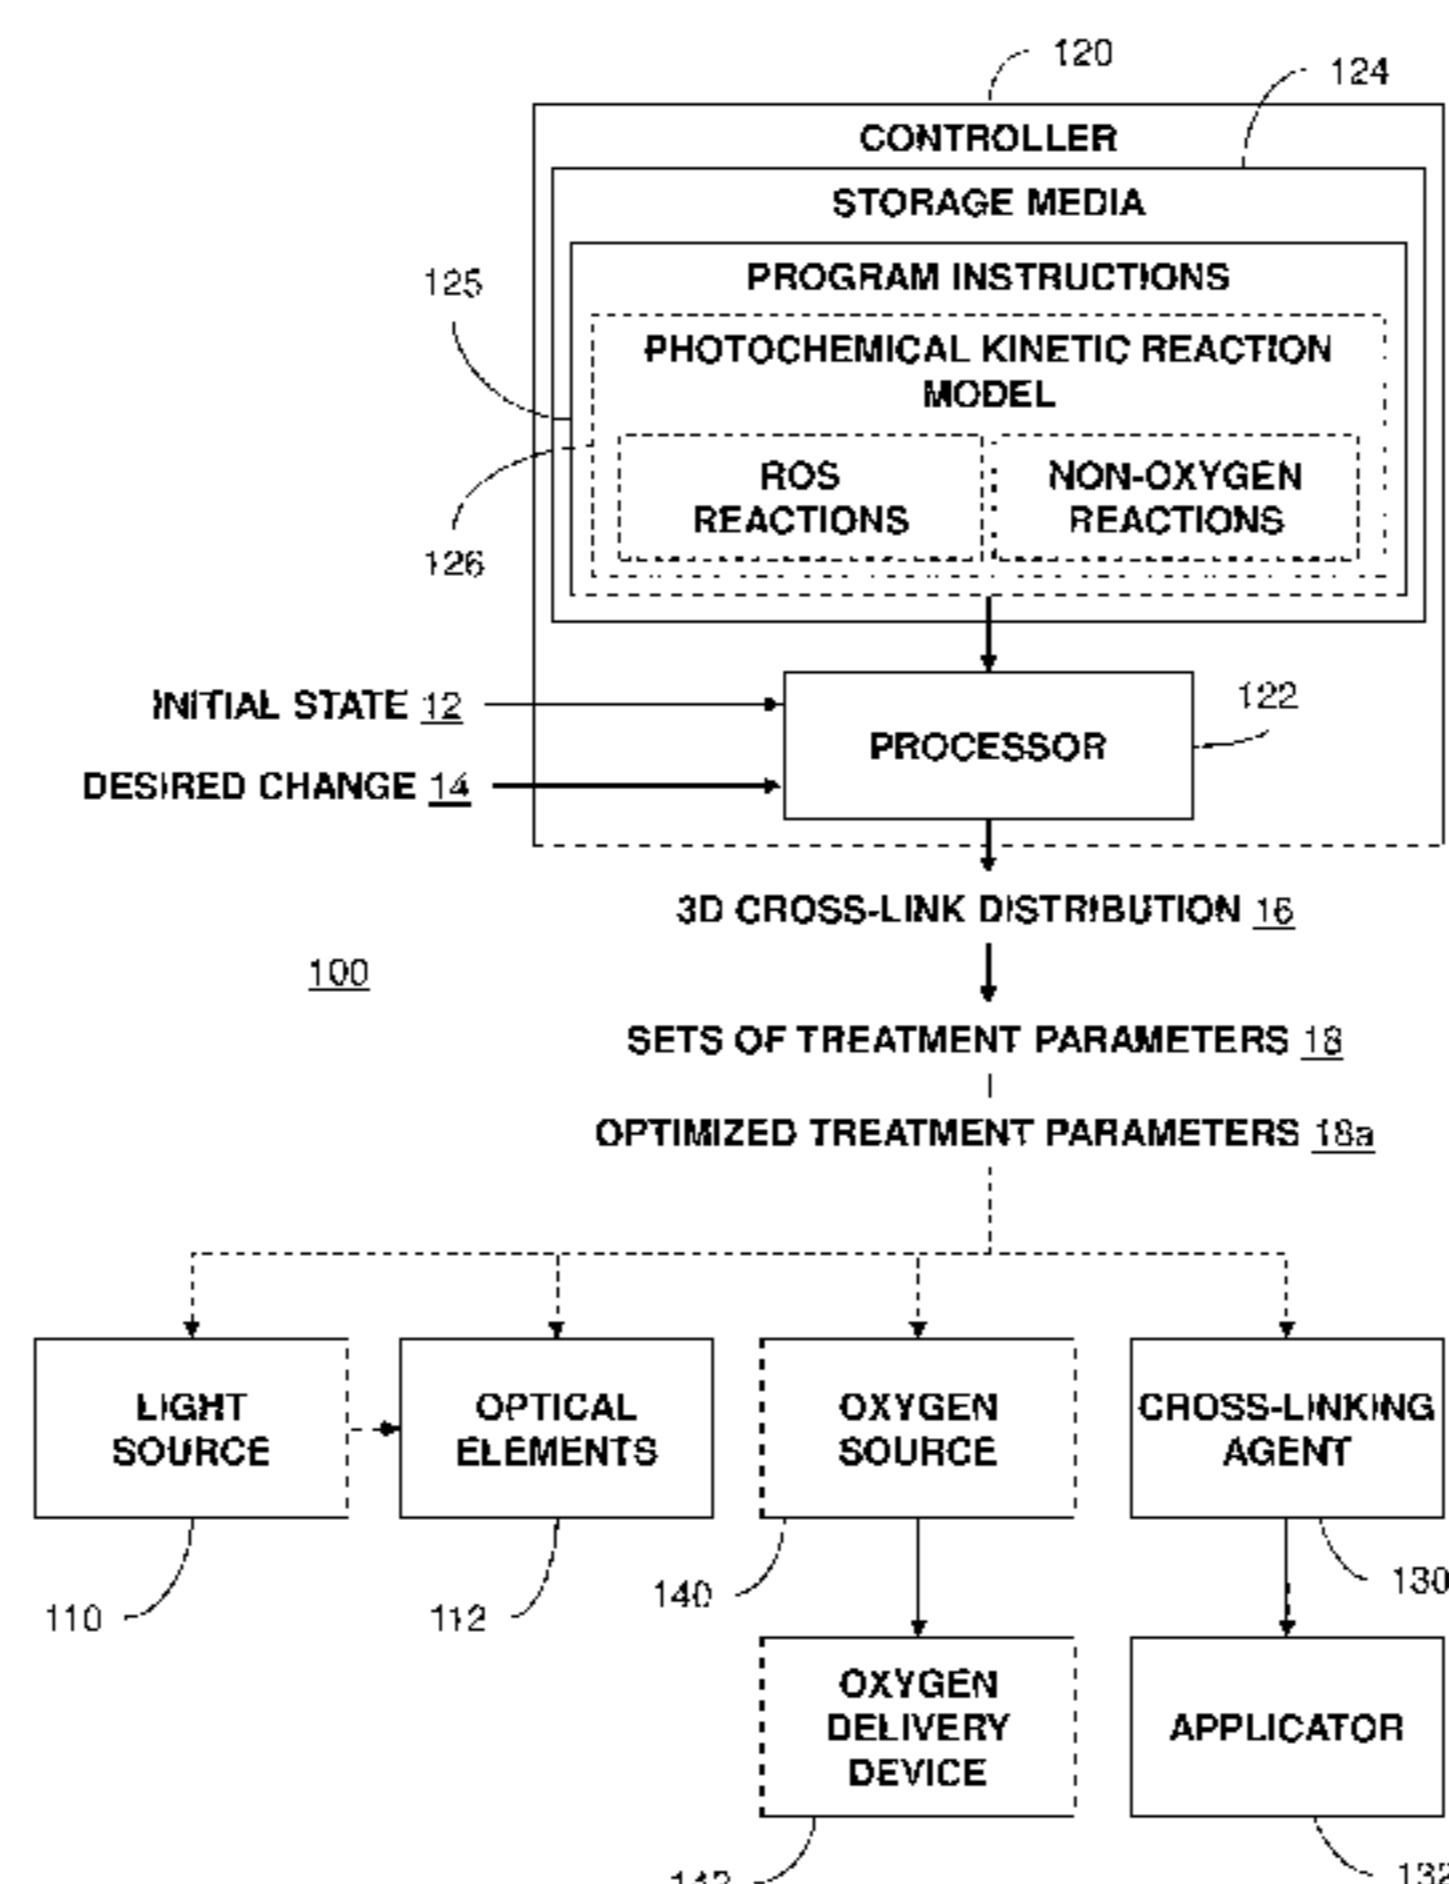 120
124
CONTROLLER
STORAGE MEDIA
PROGRAM INSTRUCTIONS
125
PHOTOCHEMICAL KINETIC REACTION
MODEL
ROS
REACTIONS
NON-OXYGEN
REACTIONS
126
INITIAL STATE 12
122
PROCESSOR
DESIRED CHANGE 14
3D CROSS-LINK DISTRIBUTION 16
100
SETS OF TREATMENT PARAMETERS 18
OPTIMIZED TREATMENT PARAMETERS 18a
LIGHT
SOURCE
OPTICAL
ELEMENTS
OXYGEN
SOURCE
CROSS-LINKING
AGENT
110
112
140
130
OXYGEN
DELIVERY
DEVICE
APPLICATOR
132